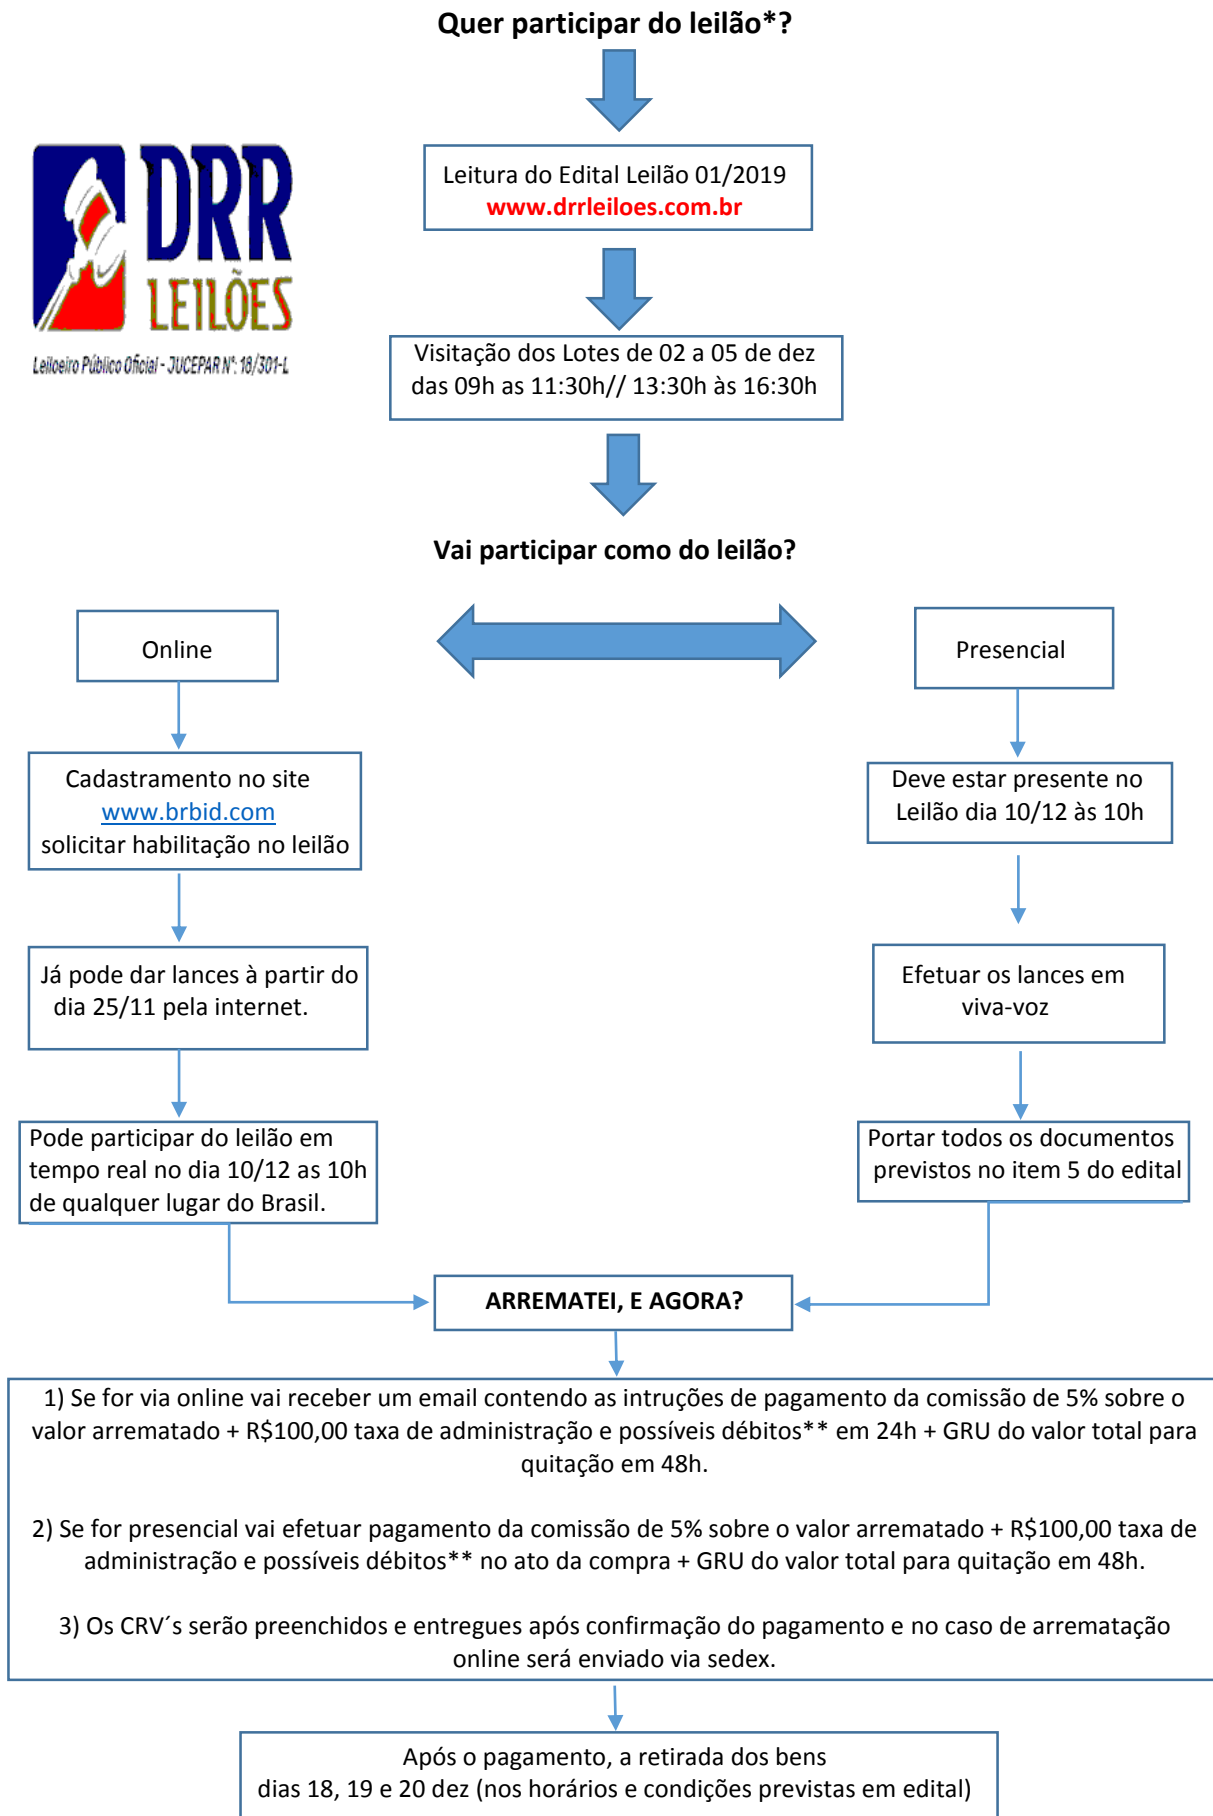 Quer participar do leilão*?
DRR
LEILÕES
Leiloeiro Público Oficial - JUCEPAR Nº: 18/301-L
Leitura do Edital Leilão 01/2019
www.drrleiloes.com.br
Visitação dos Lotes de 02 a 05 de dez
das 09h as 11:30h// 13:30h às 16:30h
Vai participar como do leilão?
Online
Cadastramento no site
www.brbid.com
solicitar habilitação no leilão
Já pode dar lances à partir do
dia 25/11 pela internet.
Pode participar do leilão em
tempo real no dia 10/12 as 10h
de qualquer lugar do Brasil.
Presencial
Deve estar presente no
Leilão dia 10/12 às 10h
Efetuar os lances em
viva-voz
Portar todos os documentos
previstos no item 5 do edital
ARREMATEI, E AGORA?
1) Se for via online vai receber um email contendo as intruções de pagamento da comissão de 5% sobre o
valor arrematado + R$100,00 taxa de administração e possíveis débitos** em 24h + GRU do valor total para
quitação em 48h.
2) Se for presencial vai efetuar pagamento da comissão de 5% sobre o valor arrematado + R$100,00 taxa de
administração e possíveis débitos** no ato da compra + GRU do valor total para quitação em 48h.
3) Os CRV´s serão preenchidos e entregues após confirmação do pagamento e no caso de arrematação
online será enviado via sedex.
Após o pagamento, a retirada dos bens
dias 18, 19 e 20 dez (nos horários e condições previstas em edital)